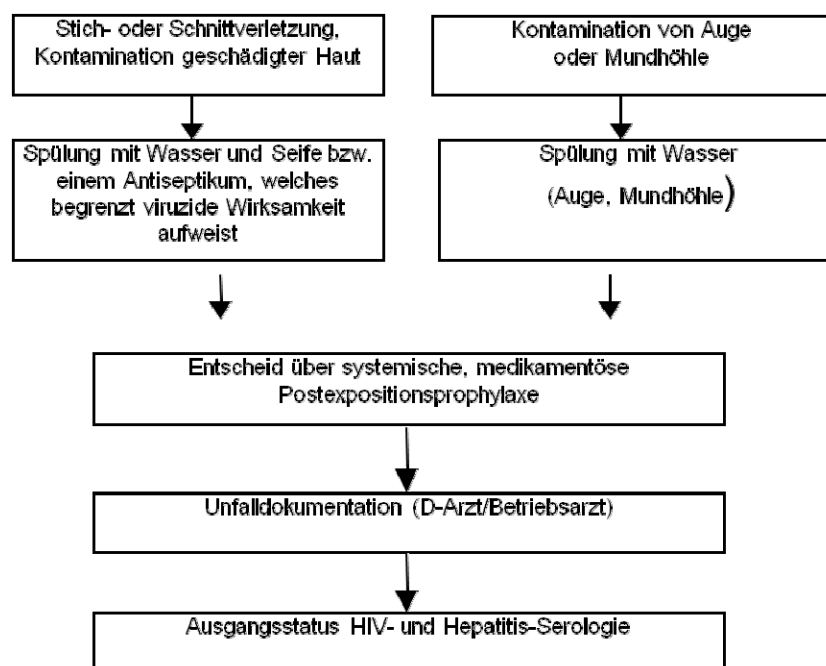 Stich- oder Schnittverletzung,
Kontamination geschädigter Haut
Kontamination von Auge
oder Mundhöhle
Spülung mit Wasser und Seife bzw.
einem Antiseptikum, welches
begrenzt viruzide Wirksamkeit
aufweist
Spülung mit Wasser
(Auge, Mundhöhle)
Entscheid über systemische, medikamentöse
Postexpositionsprophylaxe
Unfalldokumentation (D-Arzt/Betriebsarzt)
Ausgangsstatus HIV- und Hepatitis-Serologie